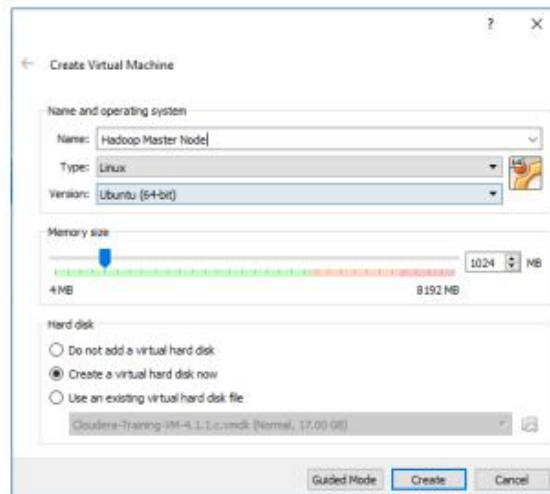 ?
Create Virtual Machine
Name and operating system
Name: Hadoop Master Node
Type: Linux
Version: Ubuntu (64-bit)
Memory size
1024 MB
4 MB 8192 MB
Hard disk
Do not add a virtual hard disk
Create a virtual hard disk now
Use an existing virtual hard disk file
Cloudera-Training-VM-4.1.1.c.vmdk (Normal, 17.00 GB)
Guided Mode Create Cancel